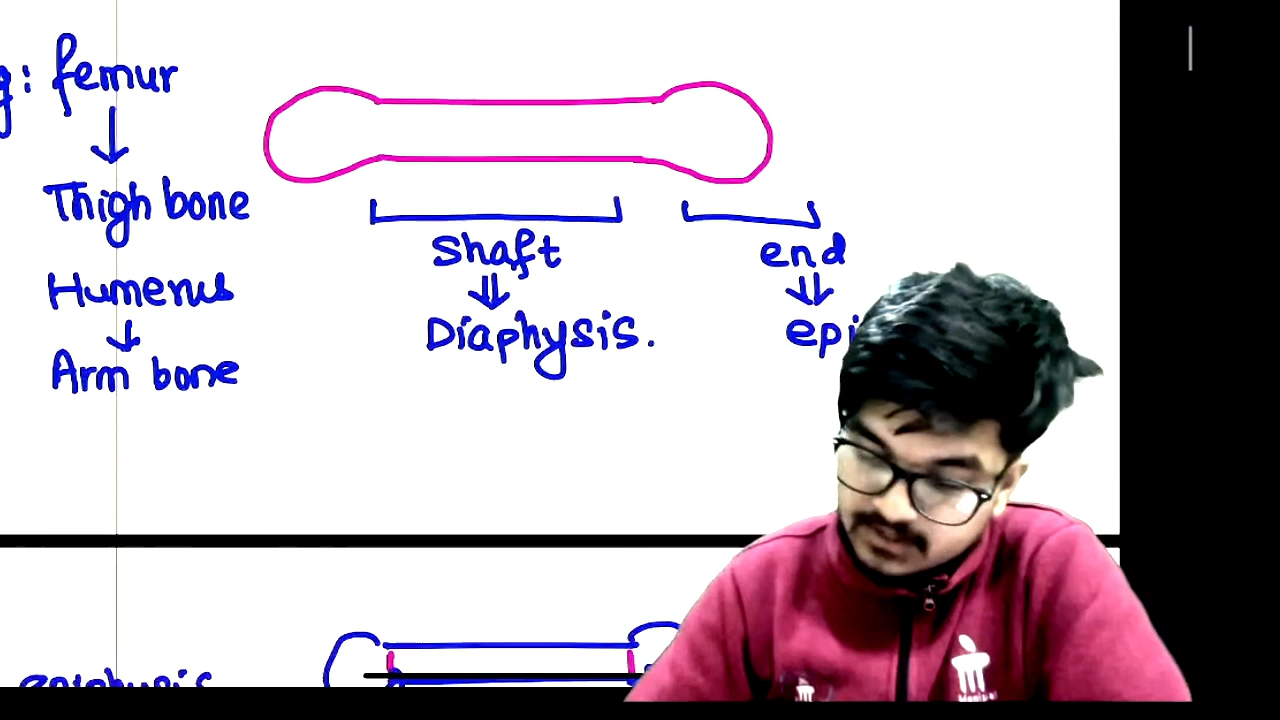 g: femur
Thigh bone
Humerus
Arm bone
Shaft
Diaphysis.
end
epi